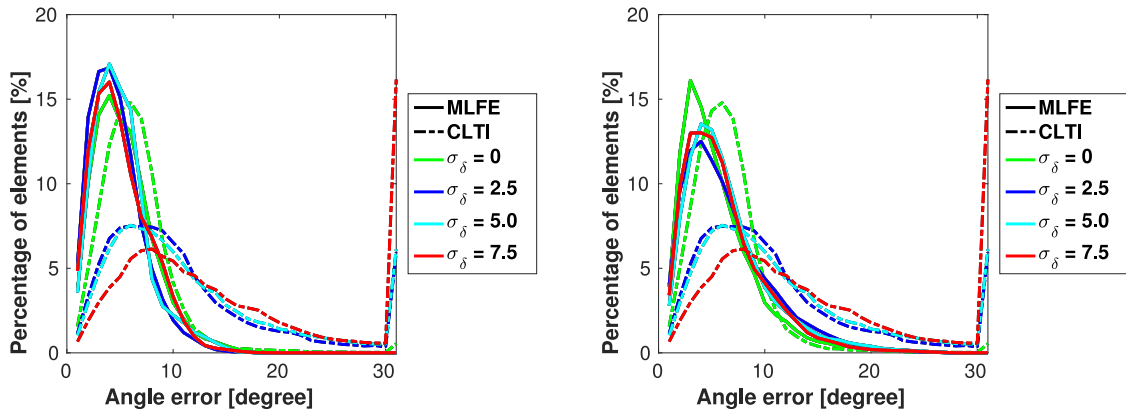 20
15
10
5
0
Percentage of elements [%]
0
10
20
30
Angle error [degree]
MLFE
CLTI
σδ = 0
σδ = 2.5
σδ = 5.0
σδ = 7.5
20
15
10
5
0
Percentage of elements [%]
0
10
20
30
Angle error [degree]
MLFE
CLTI
σδ = 0
σδ = 2.5
σδ = 5.0
σδ = 7.5